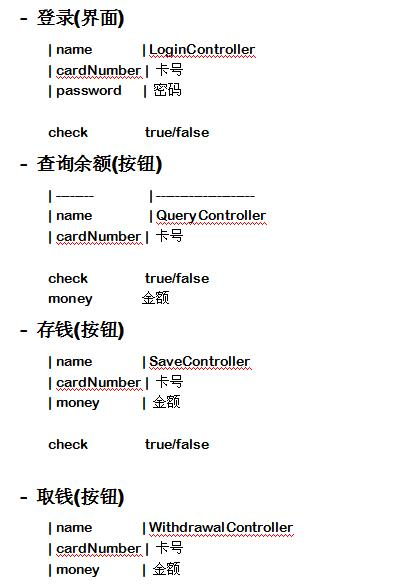 - 登录(界面)
| name | LoginController
| cardNumber | 卡号
| password | 密码
check true/false
- 查询余额(按钮)
| -------- | ---------------------
| name | QueryController
| cardNumber | 卡号
check true/false
money 金额
- 存钱(按钮)
| name | SaveController
| cardNumber | 卡号
| money | 金额
check true/false
- 取钱(按钮)
| name | WithdrawalController
| cardNumber | 卡号
| money | 金额